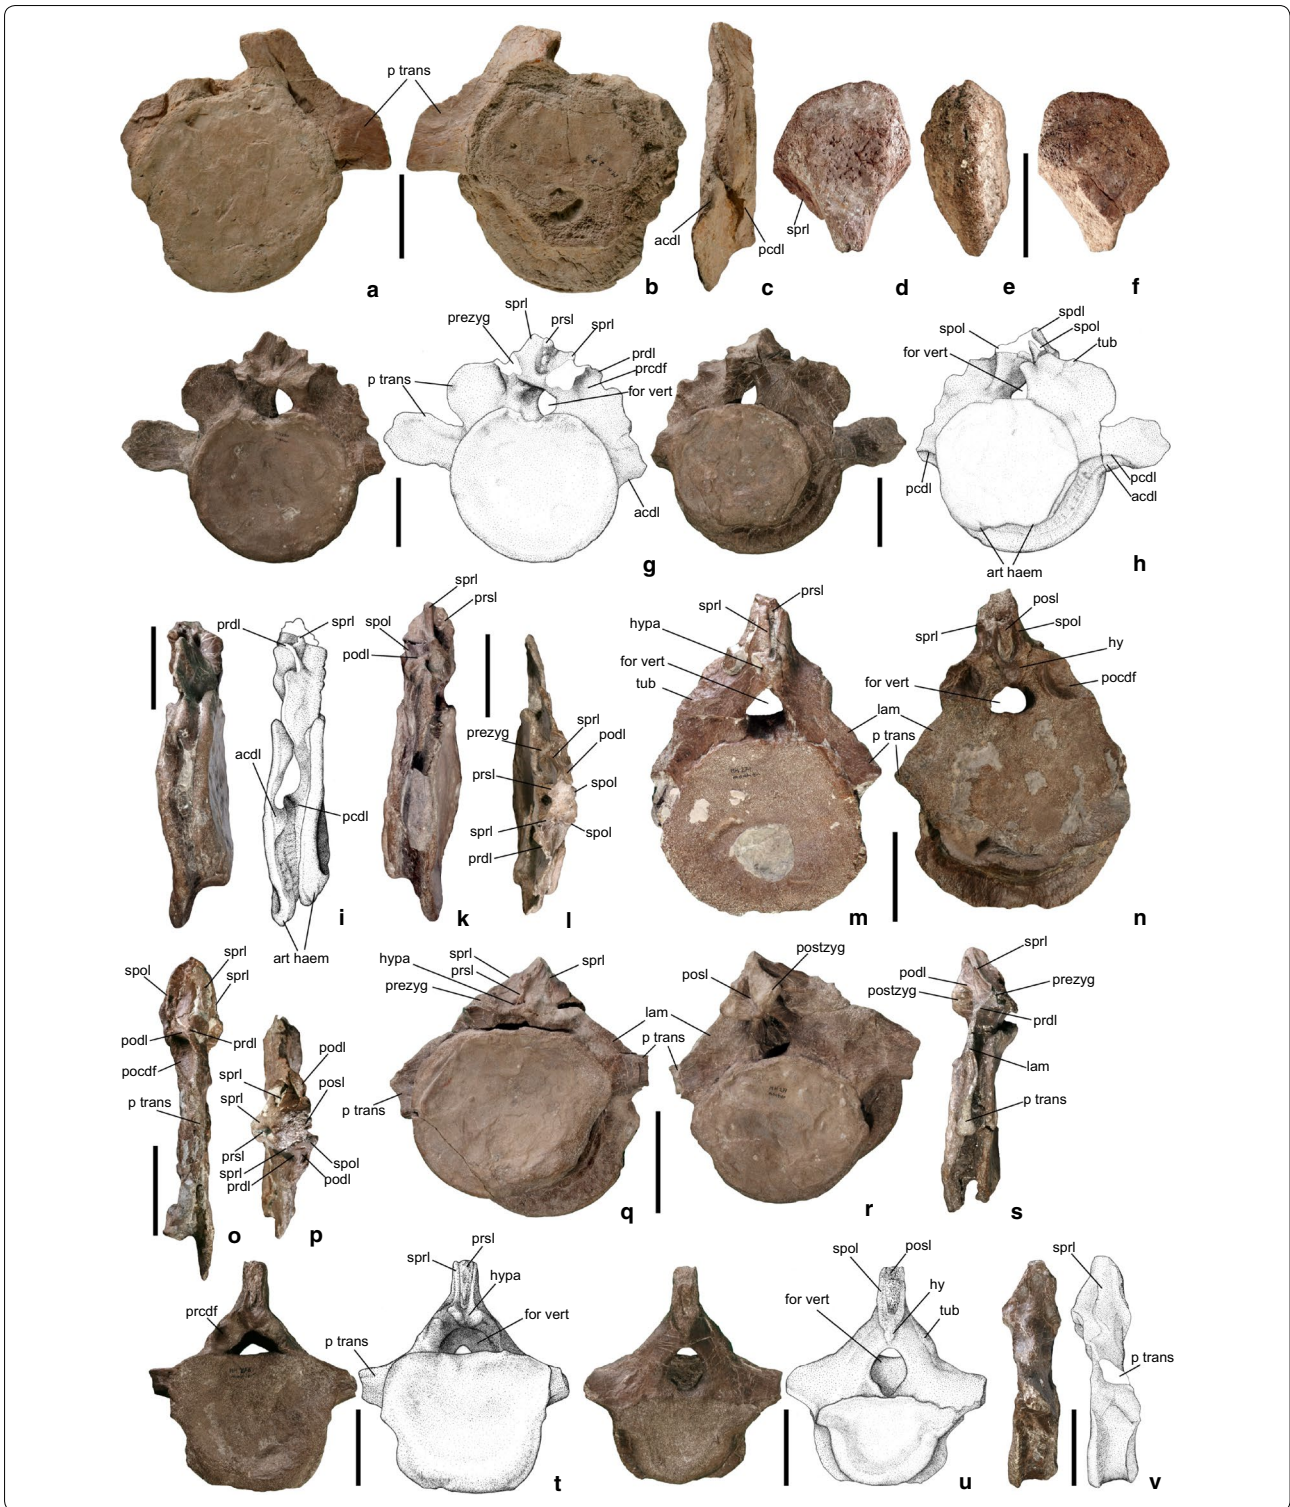 p trans
acdl
pcdl
sprl
a
b
c
d
e
f
prezyg
sprl
prsl
sprl
prdl
prcdf
for vert
p trans
acdl
spol
for vert
spdl
spol
tub
pcdl
pcdl
acdl
art haem
g
h
prdl
sprl
acdl
pcdl
art haem
sprl
prsl
spol
podl
prezyg
sprl
podl
prsl
spol
sprl
spol
prdl
sprl
prsl
hypa
for vert
tub
lam
p trans
sprl
posl
spol
hy
for vert
pocdf
i
k
l
m
n
spol
sprl
sprl
podl
prdl
pocdf
p trans
podl
sprl
posl
sprl
prsl
spol
sprl
podl
prdl
sprl
prsl
hypa
prezyg
sprl
lam
p trans
p trans
postzyg
posl
sprl
podl
postzyg
prezyg
prdl
lam
p trans
o
p
q
r
s
prcdf
sprl
prsl
hypa
for vert
p trans
spol
posl
for vert
hy
tub
sprl
p trans
t
u
v